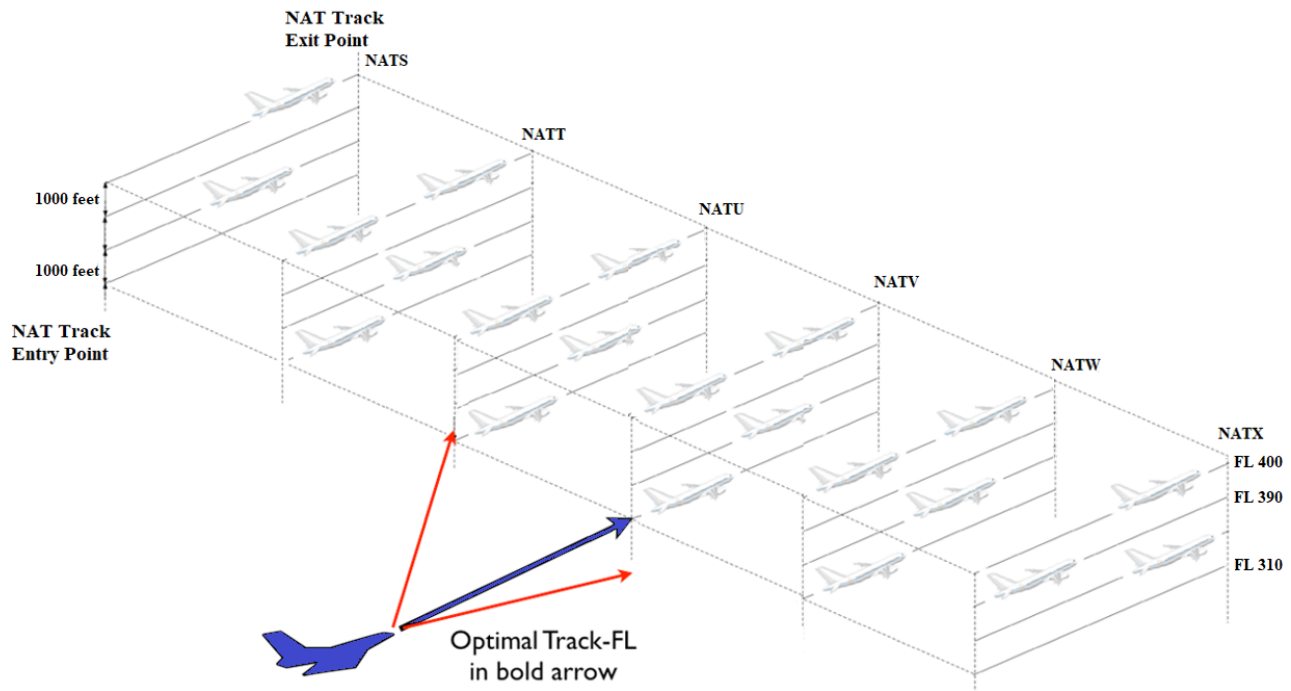 NAT Track
Exit Point
NATS
NATT
1000 feet
NATU
1000 feet
NATV
NAT Track
Entry Point
NATW
NATX
FL 400
FL 390
FL 310
Optimal Track-FL
in bold arrow